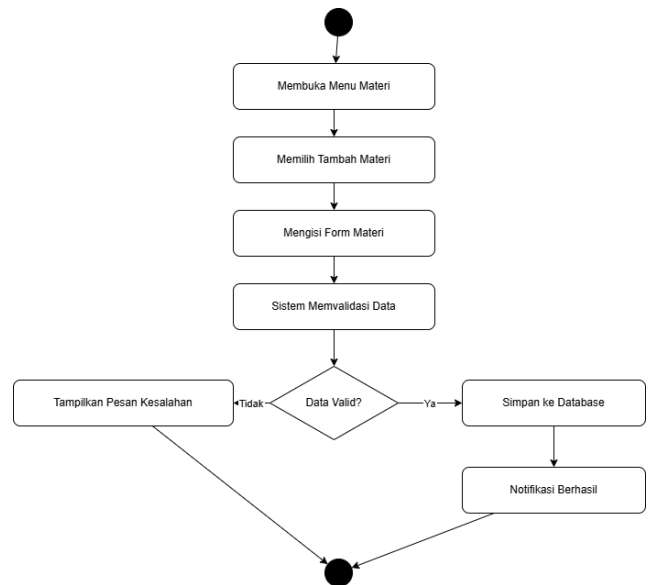 Membuka Menu Materi
Memilih Tambah Materi
Mengisi Form Materi
Sistem Memvalidasi Data
Tampilkan Pesan Kesalahan
Tidak
Data Valid?
Ya
Simpan ke Database
Notifikasi Berhasil